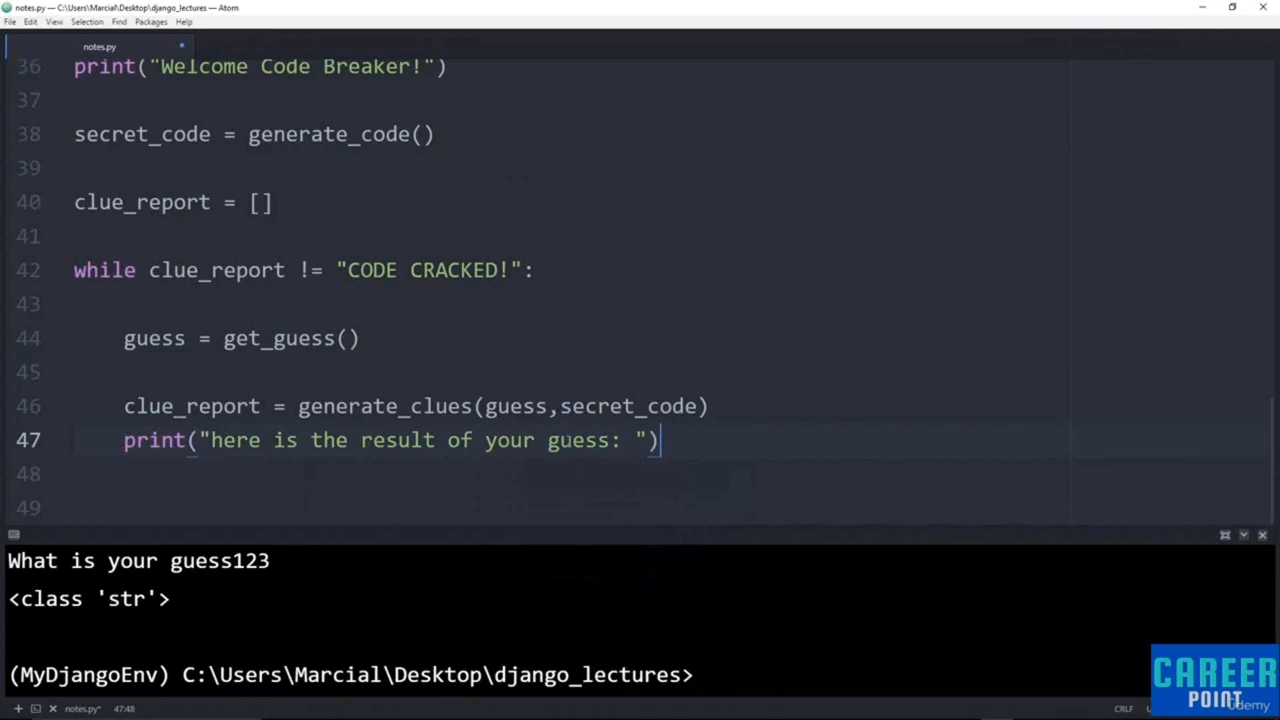 notes.py — C:\Users\Marcial\Desktop\django_lectures — Atom
File Edit View Selection Find Packages Help
notes.py
36 print("Welcome Code Breaker!")
37
38 secret_code = generate_code()
39
40 clue_report = []
41
42 while clue_report != "CODE CRACKED!":
43
44 guess = get_guess()
45
46 clue_report = generate_clues(guess,secret_code)
47 print("here is the result of your guess: ")
48
49
What is your guess123
<class 'str'>
(MyDjangoEnv) C:\Users\Marcial\Desktop\django_lectures>
CAREER
POINT
Udemy
notes.py* 47:48 CRLF